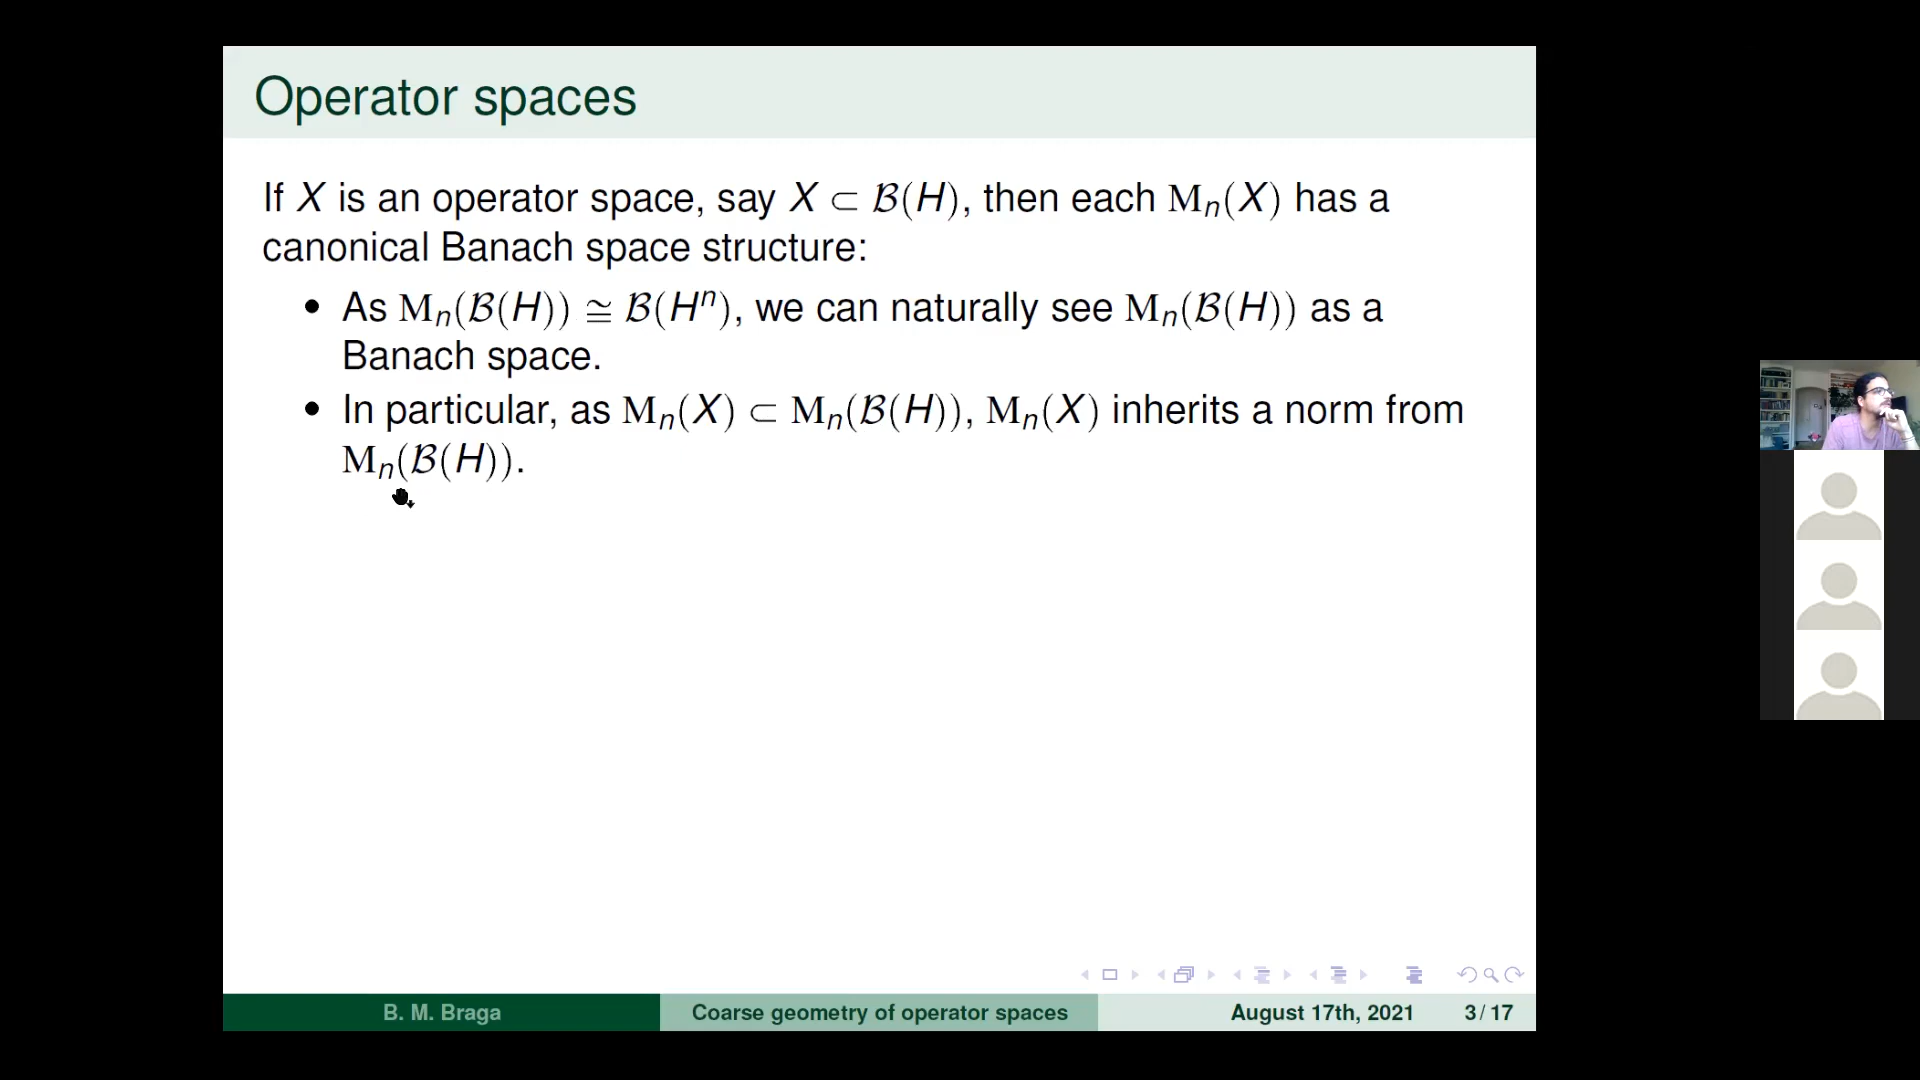 Operator spaces
If X is an operator space, say X ⊂ ℬ(H), then each Mₙ(X) has a
canonical Banach space structure:
• As Mₙ(ℬ(H)) ≅ ℬ(Hⁿ), we can naturally see Mₙ(ℬ(H)) as a
Banach space.
• In particular, as Mₙ(X) ⊂ Mₙ(ℬ(H)), Mₙ(X) inherits a norm from
Mₙ(ℬ(H)).
B. M. Braga Coarse geometry of operator spaces August 17th, 2021 3 / 17